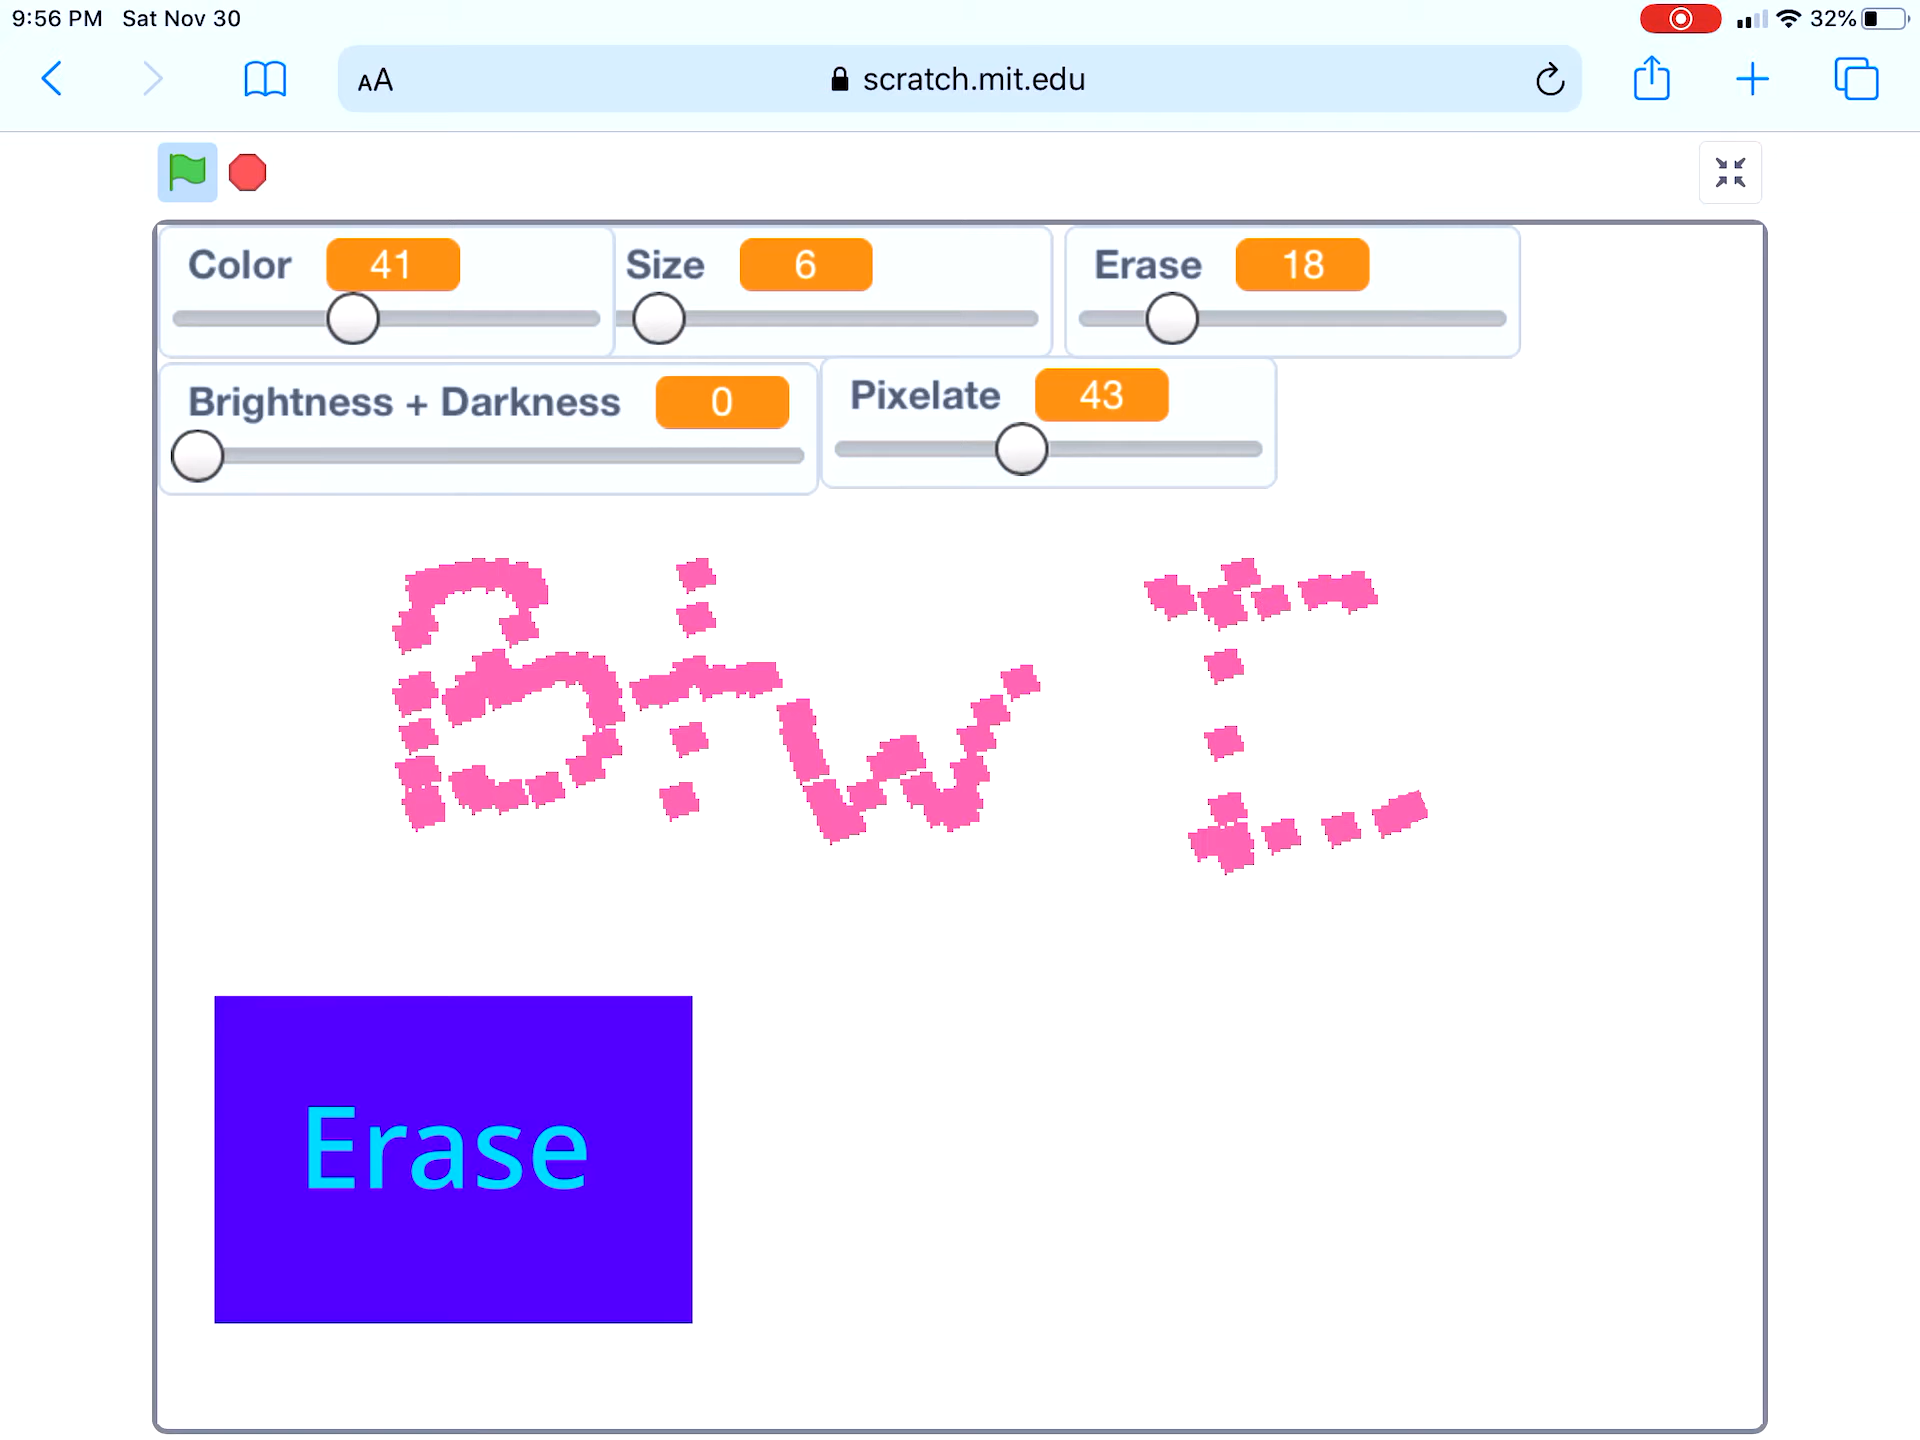 9:56 PM Sat Nov 30 32%
AA scratch.mit.edu
Color 41 Size 6 Erase 18
Brightness + Darkness 0 Pixelate 43
Btw I
Erase